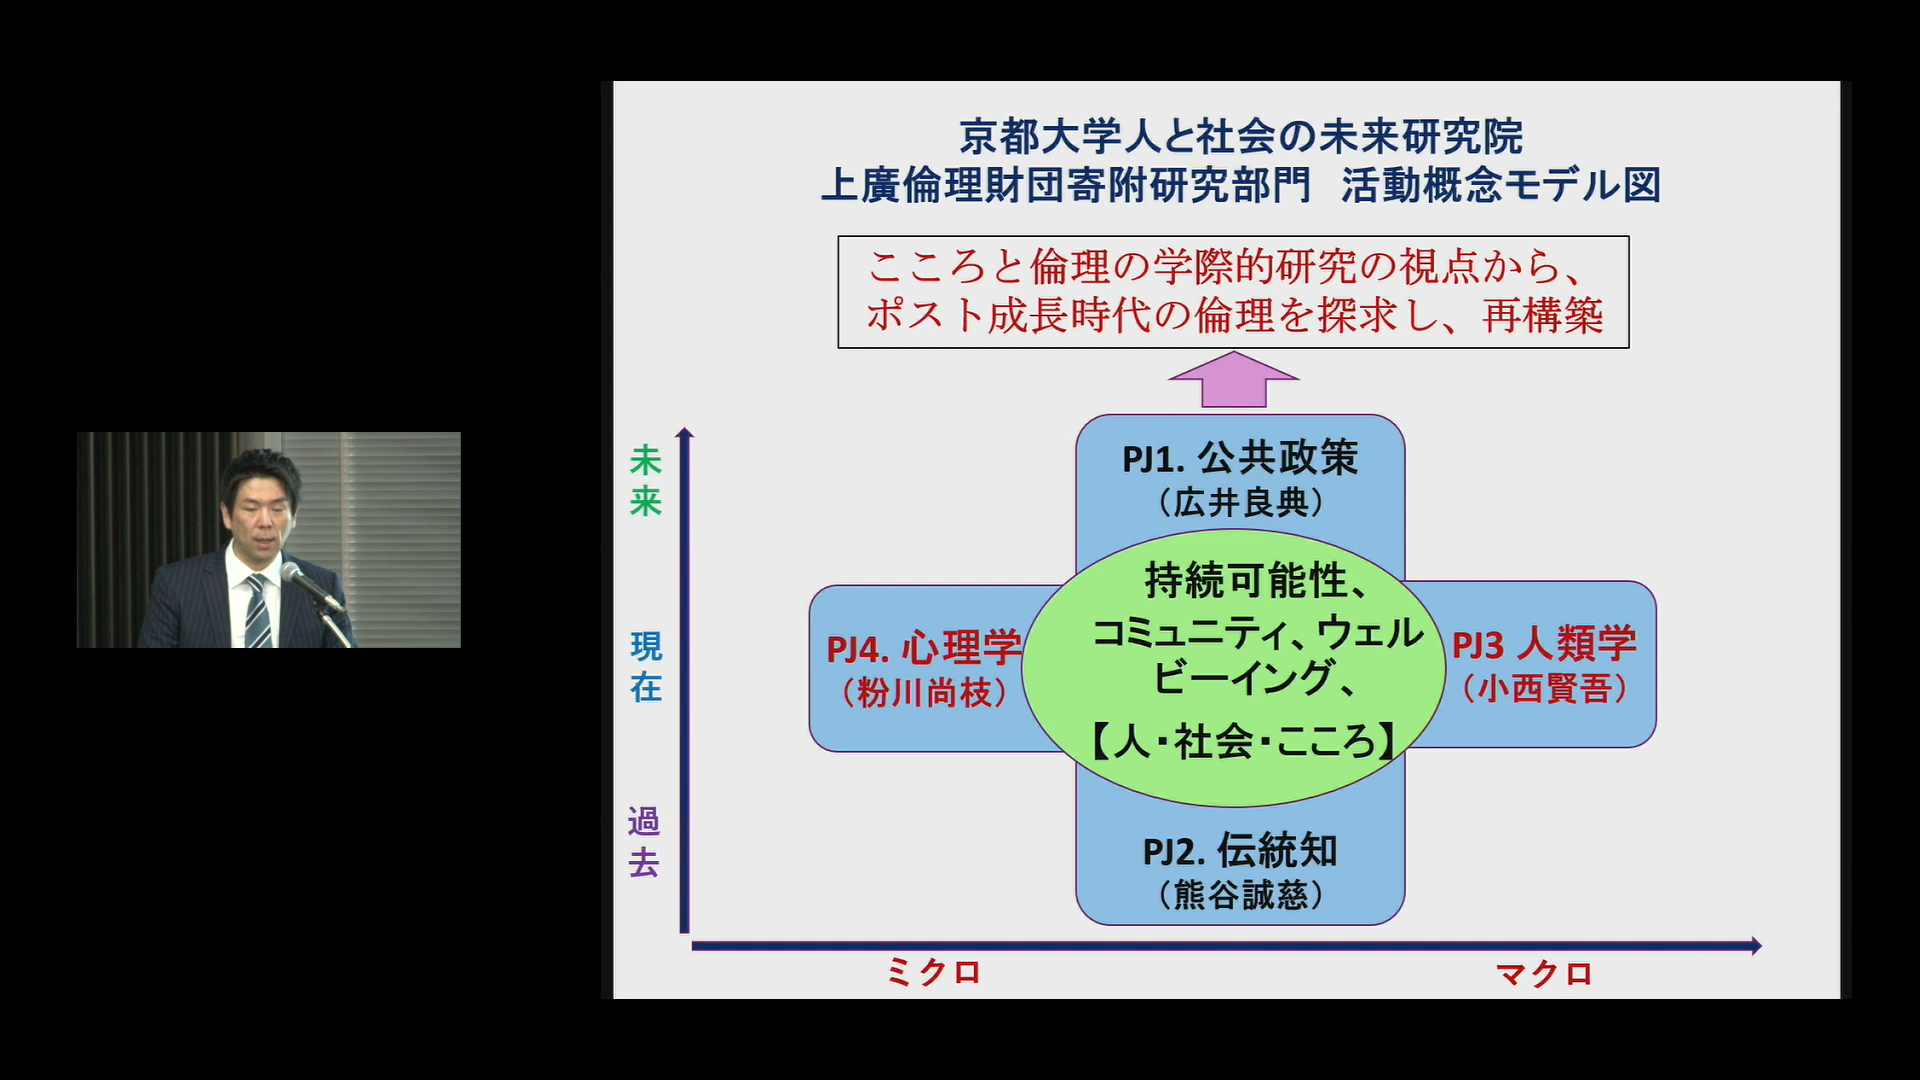 京都大学人と社会の未来研究院
上廣倫理財団寄附研究部門　活動概念モデル図
こころと倫理の学際的研究の視点から、
ポスト成長時代の倫理を探求し、再構築
未来
現在
過去
PJ1. 公共政策
（広井良典）
PJ4. 心理学
（粉川尚枝）
持続可能性、
コミュニティ、ウェル
ビーイング、
【人・社会・こころ】
PJ3 人類学
（小西賢吾）
PJ2. 伝統知
（熊谷誠慈）
ミクロ
マクロ